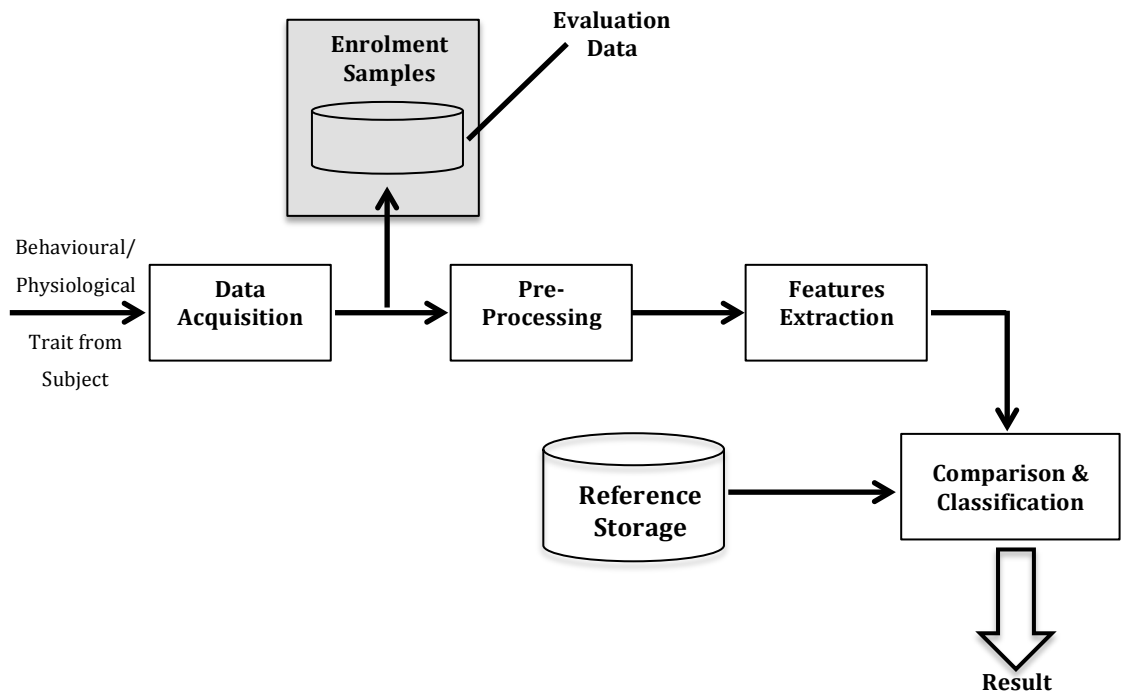 Evaluation
Data
Enrolment
Samples
Behavioural/
Physiological
Trait from
Subject
Data
Acquisition
Pre-
Processing
Features
Extraction
Reference
Storage
Comparison &
Classification
Result